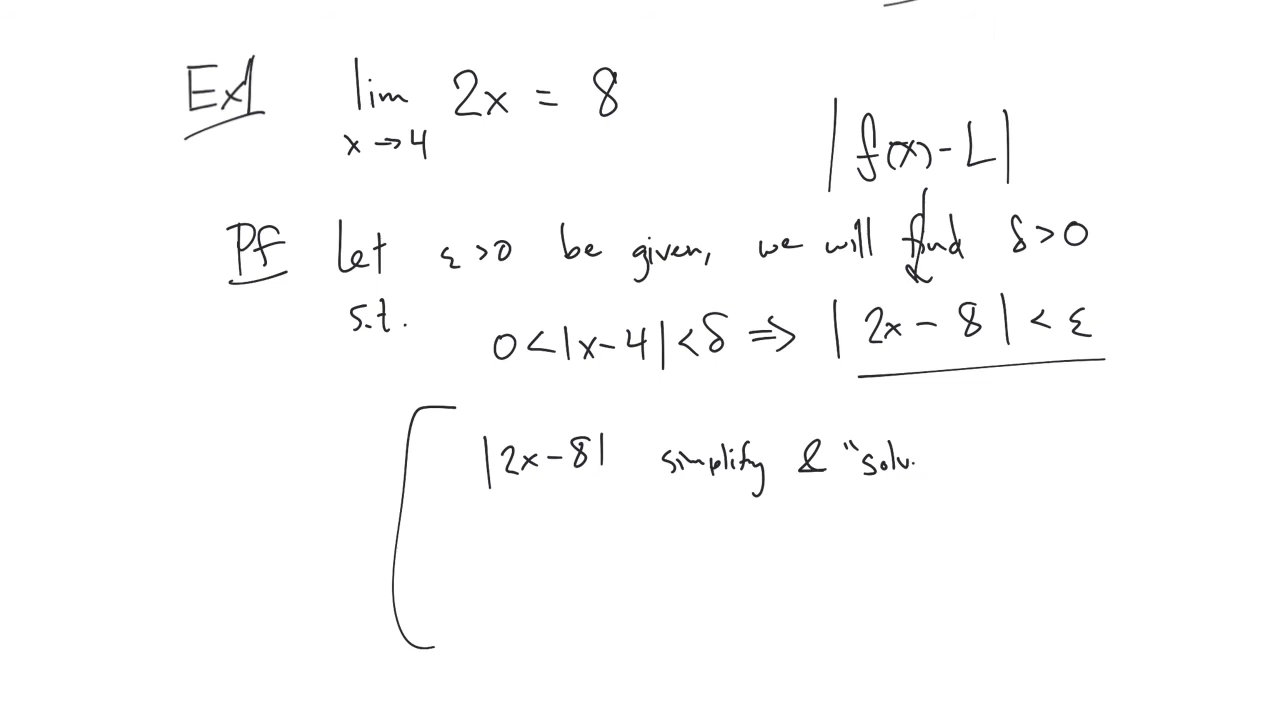 Ex1 lim 2x = 8
x → 4
| f(x) - L |
Pf Let ε > 0 be given, we will find δ > 0
s.t. 0 < |x - 4| < δ ⇒ | 2x - 8 | < ε
|2x - 8| simplify & "solv